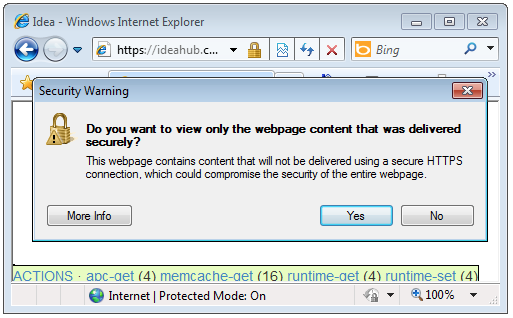 Idea - Windows Internet Explorer
https://ideahub.c...
Bing
Security Warning
Do you want to view only the webpage content that was delivered
securely?
This webpage contains content that will not be delivered using a secure HTTPS
connection, which could compromise the security of the entire webpage.
More Info
Yes
No
ACTIONS · apc-get (4) memcache-get (16) runtime-get (4) runtime-set (4)
Internet | Protected Mode: On
100%